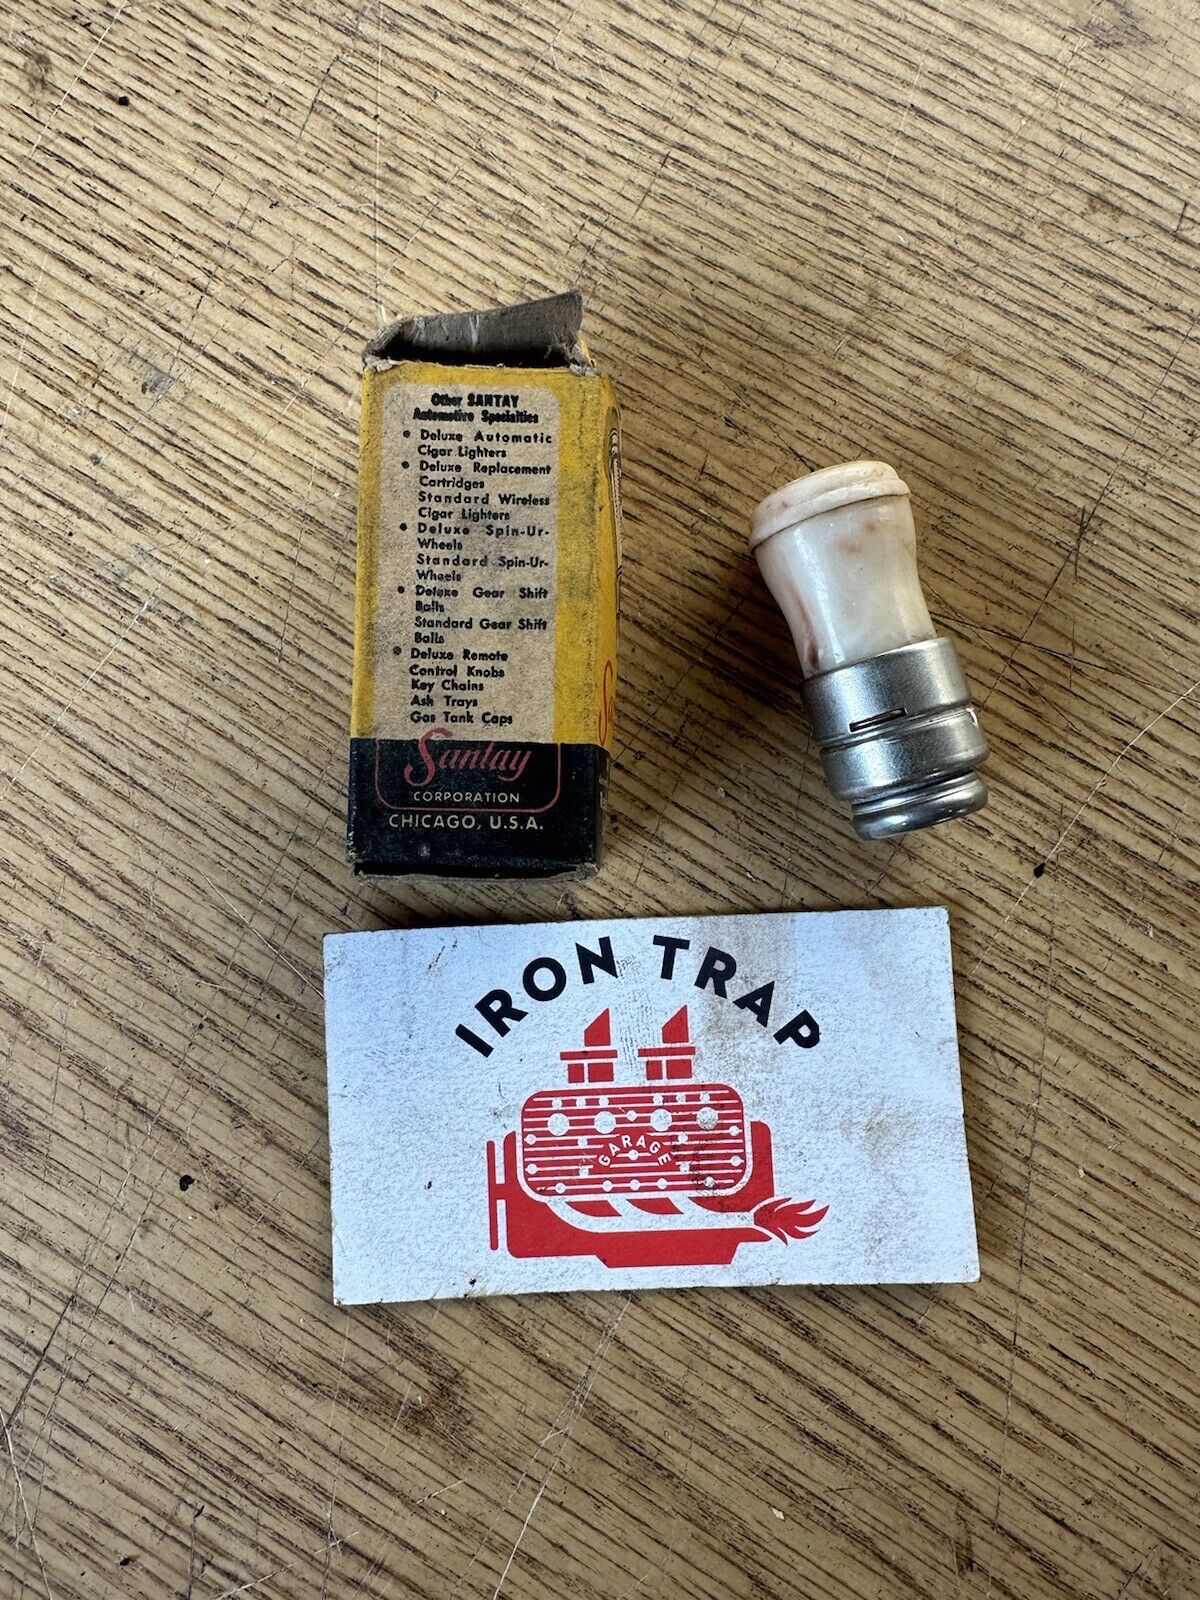 Other SANTAY
Automotive Specialties
• Deluxe Automatic
Cigar Lighters
• Deluxe Replacement
Cartridges
Standard Wireless
Cigar Lighters
• Deluxe Spin-Ur-
Wheels
Standard Spin-Ur-
Wheels
• Deluxe Gear Shift
Balls
Standard Gear Shift
Balls
• Deluxe Remote
Control Knobs
Key Chains
Ash Trays
Gas Tank Caps
Santay
CORPORATION
CHICAGO, U.S.A.
IRON TRAP
GARAGE